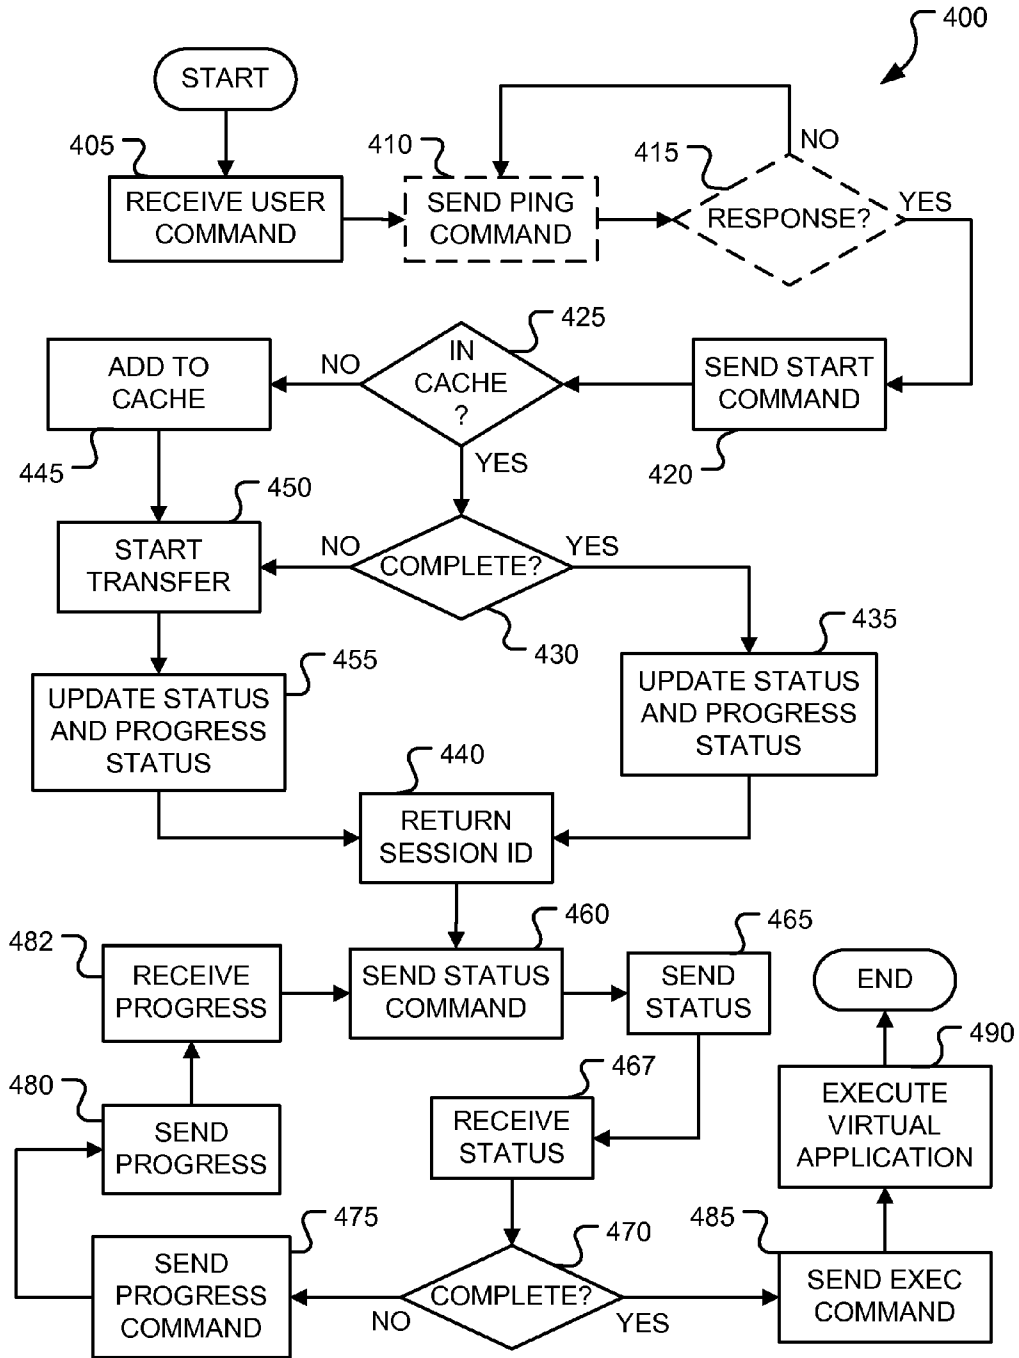 400
START
405
RECEIVE USER
COMMAND
410
SEND PING
COMMAND
415
RESPONSE?
NO
YES
425
IN
CACHE
?
NO
YES
ADD TO
CACHE
445
SEND START
COMMAND
420
450
START
TRANSFER
NO
COMPLETE?
YES
430
435
UPDATE STATUS
AND PROGRESS
STATUS
455
UPDATE STATUS
AND PROGRESS
STATUS
440
RETURN
SESSION ID
482
RECEIVE
PROGRESS
460
SEND STATUS
COMMAND
465
SEND
STATUS
END
490
EXECUTE
VIRTUAL
APPLICATION
467
RECEIVE
STATUS
480
SEND
PROGRESS
475
SEND
PROGRESS
COMMAND
470
COMPLETE?
NO
YES
485
SEND EXEC
COMMAND